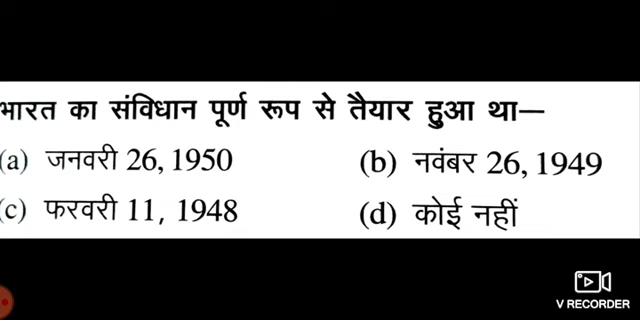 भारत का संविधान पूर्ण रूप से तैयार हुआ था—
(a) जनवरी 26, 1950 (b) नवंबर 26, 1949
(c) फरवरी 11, 1948 (d) कोई नहीं
V RECORDER